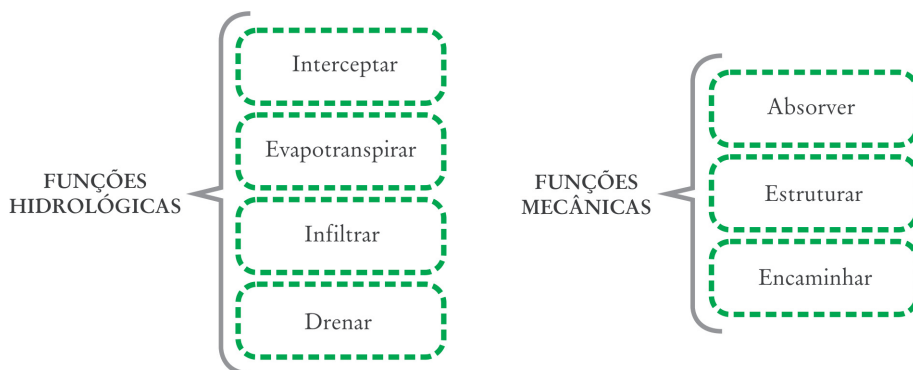 FUNÇÕES
HIDROLÓGICAS
Interceptar
Evapotranspirar
Infiltrar
Drenar
FUNÇÕES
MECÂNICAS
Absorver
Estruturar
Encaminhar